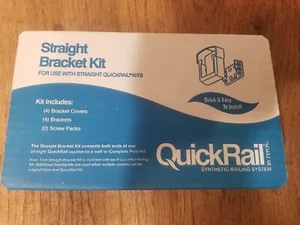 Straight
Bracket Kit
FOR USE WITH STRAIGHT QUICKRAIL® KITS
Kit includes:
(4) Bracket Covers
(4) Brackets
(2) Screw Packs
Quick & Easy
To Install
The Straight Bracket Kit connects both ends of one
straight QuickRail section to a wall or Complete Post Kit
QuickRail
SYNTHETIC RAILING SYSTEM